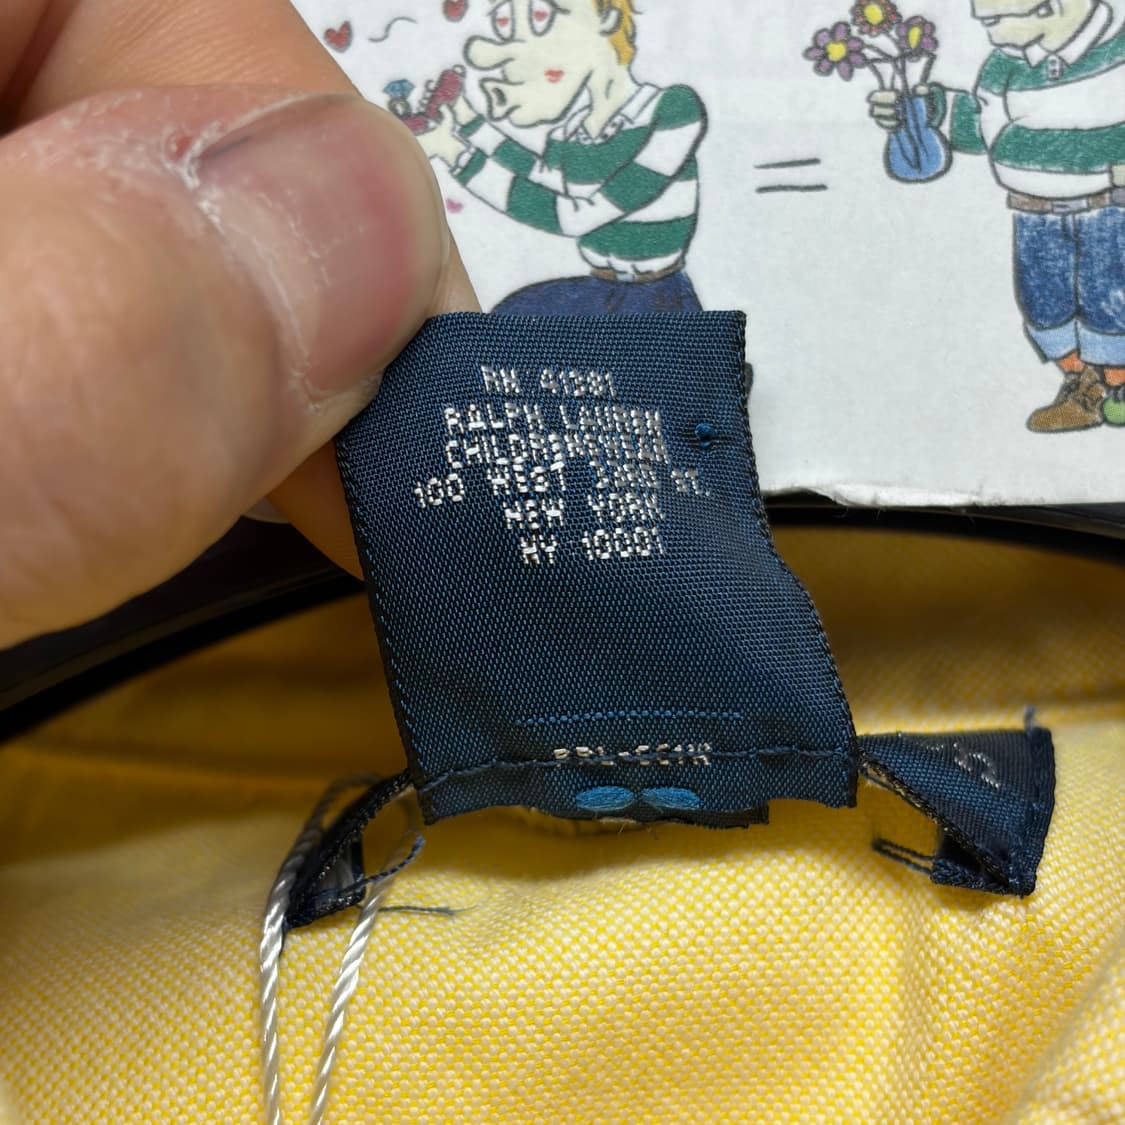 RN 41381
RALPH LAUREN
CHILDRENSWEAR
100 WEST 33RD ST.
NEW YORK
NY 10001
=